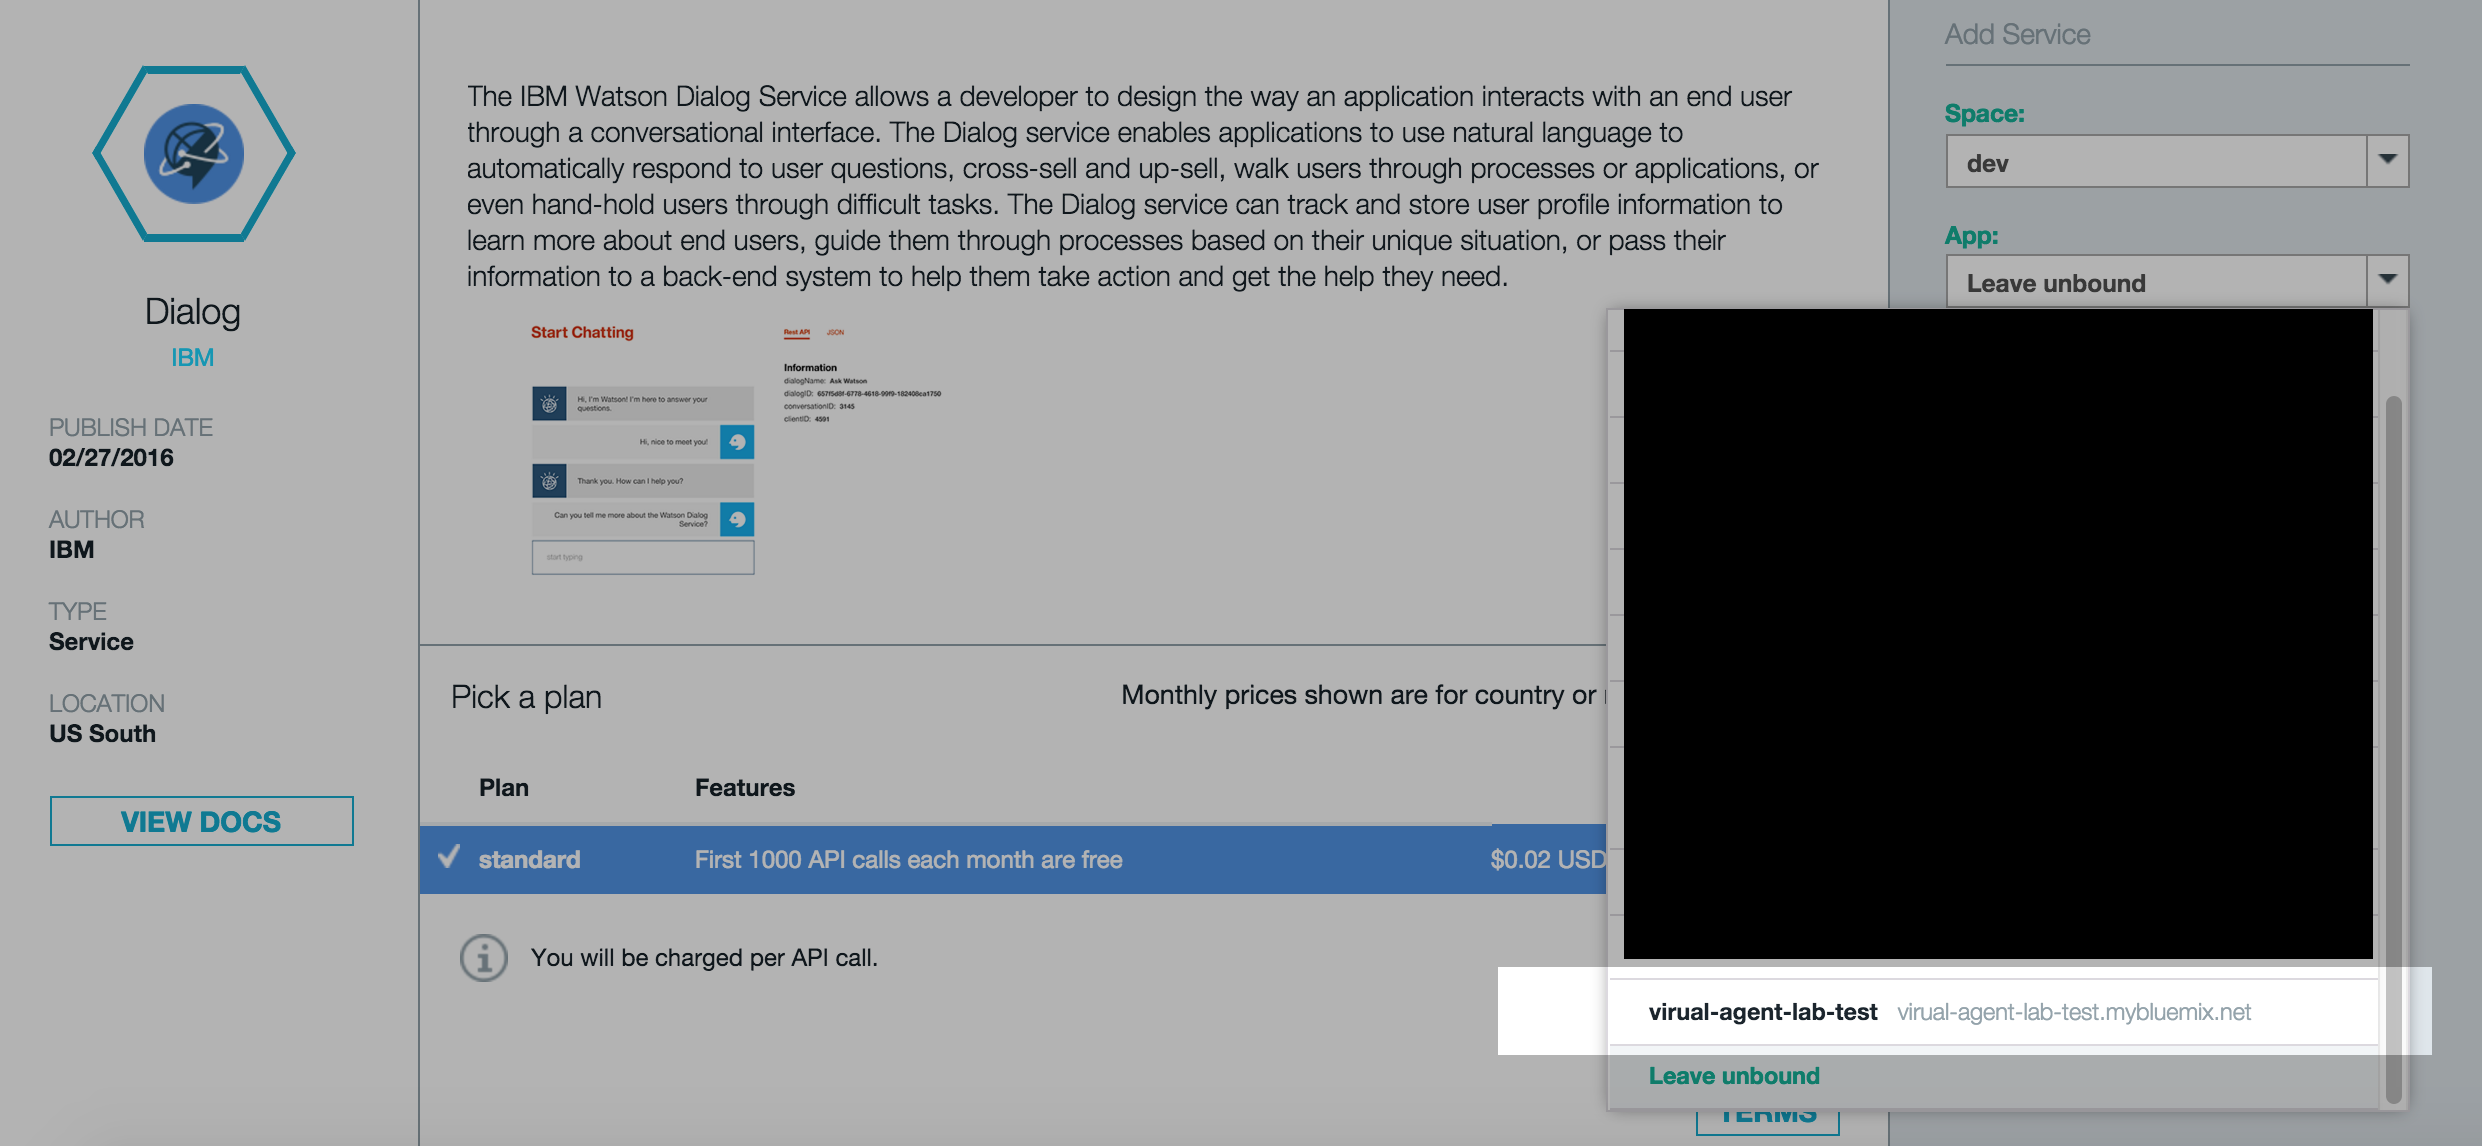 Dialog
IBM
PUBLISH DATE
02/27/2016
AUTHOR
IBM
TYPE
Service
LOCATION
US South
VIEW DOCS
The IBM Watson Dialog Service allows a developer to design the way an application interacts with an end user
through a conversational interface. The Dialog service enables applications to use natural language to
automatically respond to user questions, cross-sell and up-sell, walk users through processes or applications, or
even hand-hold users through difficult tasks. The Dialog service can track and store user profile information to
learn more about end users, guide them through processes based on their unique situation, or pass their
information to a back-end system to help them take action and get the help they need.
Start Chatting
Hi, I'm Watson! I'm here to answer your
questions.
Hi, nice to meet you!
Thank you. How can I help you?
Can you tell me more about the Watson Dialog
Service?
start typing
Rest API JSON
Information
dialogName: Ask Watson
dialogID:
conversationID: 3145
clientID: 4591
Pick a plan
Monthly prices shown are for country or
Plan Features
standard First 1000 API calls each month are free $0.02 USD
You will be charged per API call.
TERMS
Add Service
Space:
dev
App:
Leave unbound
virual-agent-lab-test virual-agent-lab-test.mybluemix.net
Leave unbound